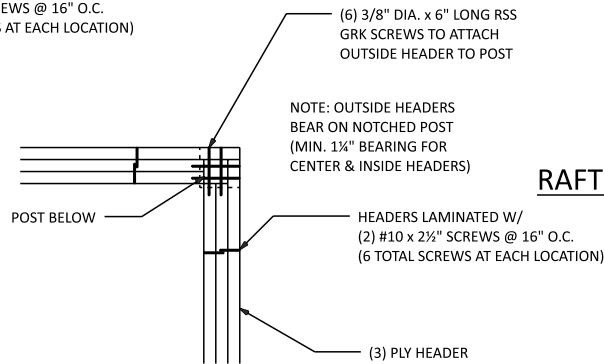 EWS @ 16" O.C.
AT EACH LOCATION)
(6) 3/8" DIA. x 6" LONG RSS
GRK SCREWS TO ATTACH
OUTSIDE HEADER TO POST
NOTE: OUTSIDE HEADERS
BEAR ON NOTCHED POST
(MIN. 1¼" BEARING FOR
CENTER & INSIDE HEADERS)
RAFT
POST BELOW
HEADERS LAMINATED W/
(2) #10 x 2½" SCREWS @ 16" O.C.
(6 TOTAL SCREWS AT EACH LOCATION)
(3) PLY HEADER